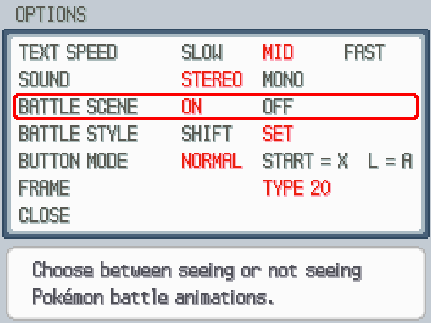 OPTIONS
TEXT SPEED SLOW MID FAST
SOUND STEREO MONO
BATTLE SCENE ON OFF
BATTLE STYLE SHIFT SET
BUTTON MODE NORMAL START = X L = A
FRAME TYPE 20
CLOSE
Choose between seeing or not seeing
Pokémon battle animations.